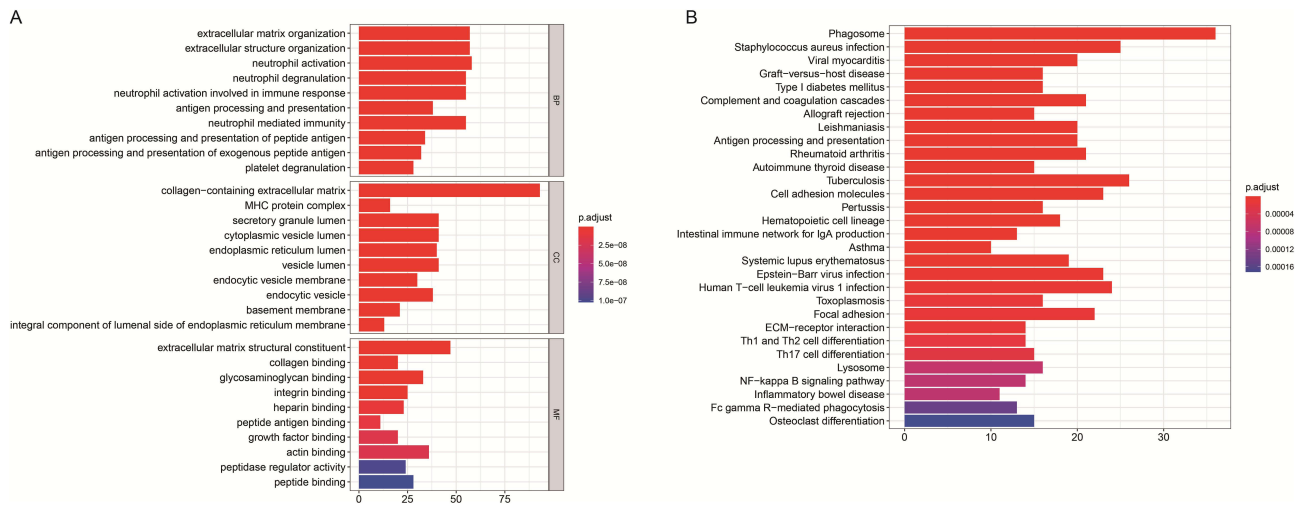 A
extracellular matrix organization
extracellular structure organization
neutrophil activation
neutrophil degranulation
neutrophil activation involved in immune response
antigen processing and presentation
neutrophil mediated immunity
antigen processing and presentation of peptide antigen
antigen processing and presentation of exogenous peptide antigen
platelet degranulation
BP
collagen-containing extracellular matrix
MHC protein complex
secretory granule lumen
cytoplasmic vesicle lumen
endoplasmic reticulum lumen
vesicle lumen
endocytic vesicle membrane
endocytic vesicle
basement membrane
integral component of lumenal side of endoplasmic reticulum membrane
CC
extracellular matrix structural constituent
collagen binding
glycosaminoglycan binding
integrin binding
heparin binding
peptide antigen binding
growth factor binding
actin binding
peptidase regulator activity
peptide binding
MF
0 25 50 75
p.adjust
2.5e-08
5.0e-08
7.5e-08
1.0e-07
B
Phagosome
Staphylococcus aureus infection
Viral myocarditis
Graft-versus-host disease
Type I diabetes mellitus
Complement and coagulation cascades
Allograft rejection
Leishmaniasis
Antigen processing and presentation
Rheumatoid arthritis
Autoimmune thyroid disease
Tuberculosis
Cell adhesion molecules
Pertussis
Hematopoietic cell lineage
Intestinal immune network for IgA production
Asthma
Systemic lupus erythematosus
Epstein-Barr virus infection
Human T-cell leukemia virus 1 infection
Toxoplasmosis
Focal adhesion
ECM-receptor interaction
Th1 and Th2 cell differentiation
Th17 cell differentiation
Lysosome
NF-kappa B signaling pathway
Inflammatory bowel disease
Fc gamma R-mediated phagocytosis
Osteoclast differentiation
0 10 20 30
p.adjust
0.00004
0.00008
0.00012
0.00016